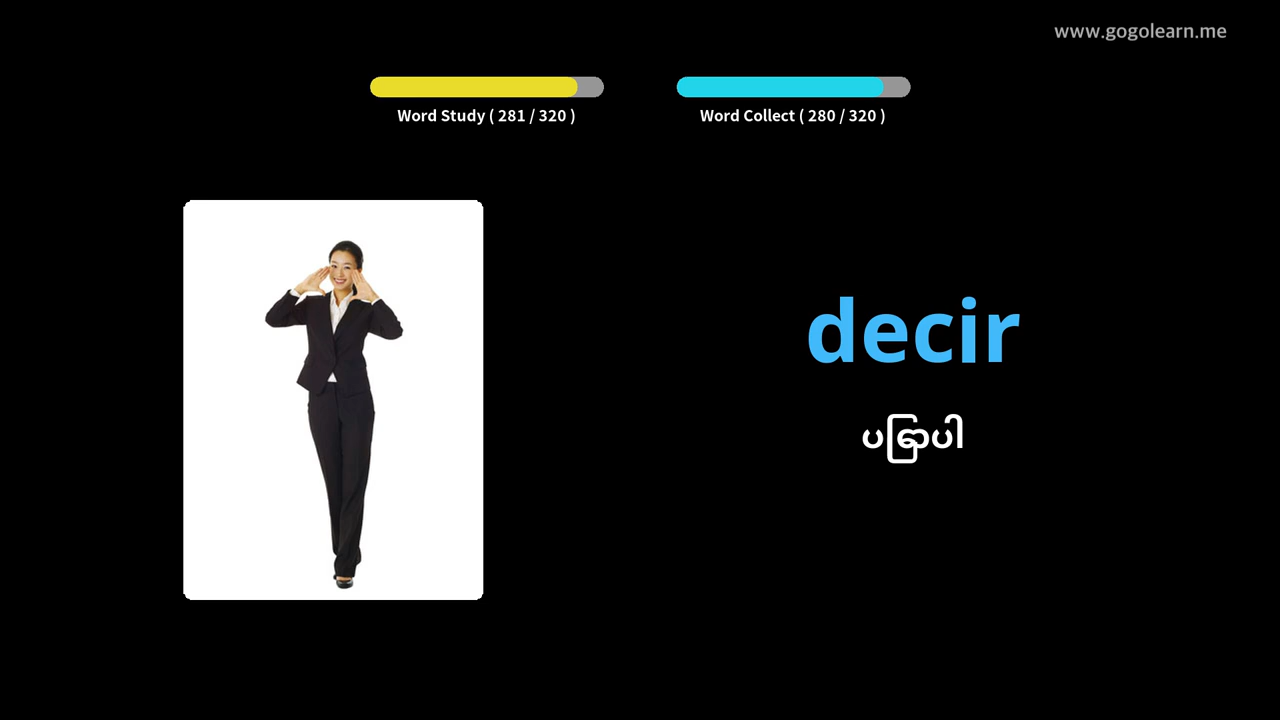 www.gogolearn.me
Word Study ( 281 / 320 )
Word Collect ( 280 / 320 )
decir
ပြောပါ